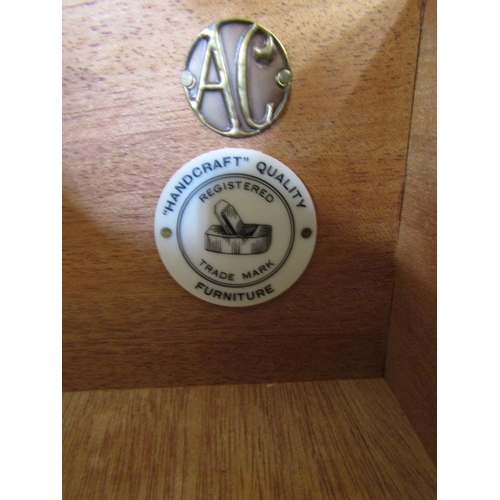 AC
"HANDCRAFT" QUALITY
REGISTERED
TRADE MARK
FURNITURE